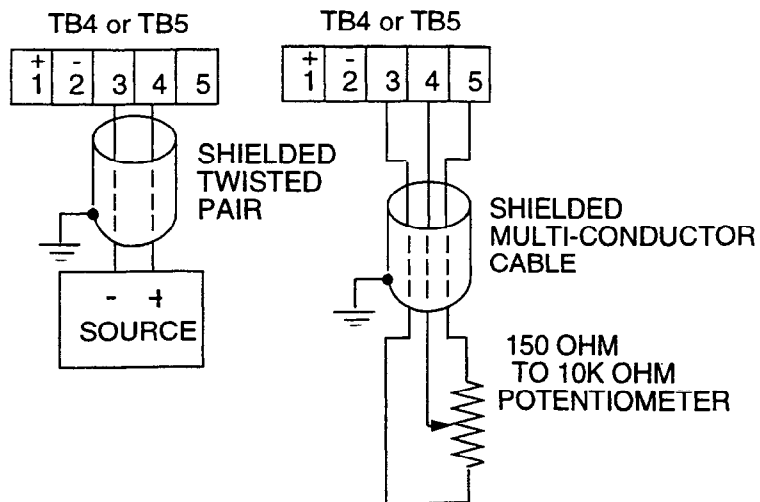 TB4 or TB5
+ -
1 2 3 4 5
SHIELDED
TWISTED
PAIR
- +
SOURCE
TB4 or TB5
+ -
1 2 3 4 5
SHIELDED
MULTI-CONDUCTOR
CABLE
150 OHM
TO 10K OHM
POTENTIOMETER